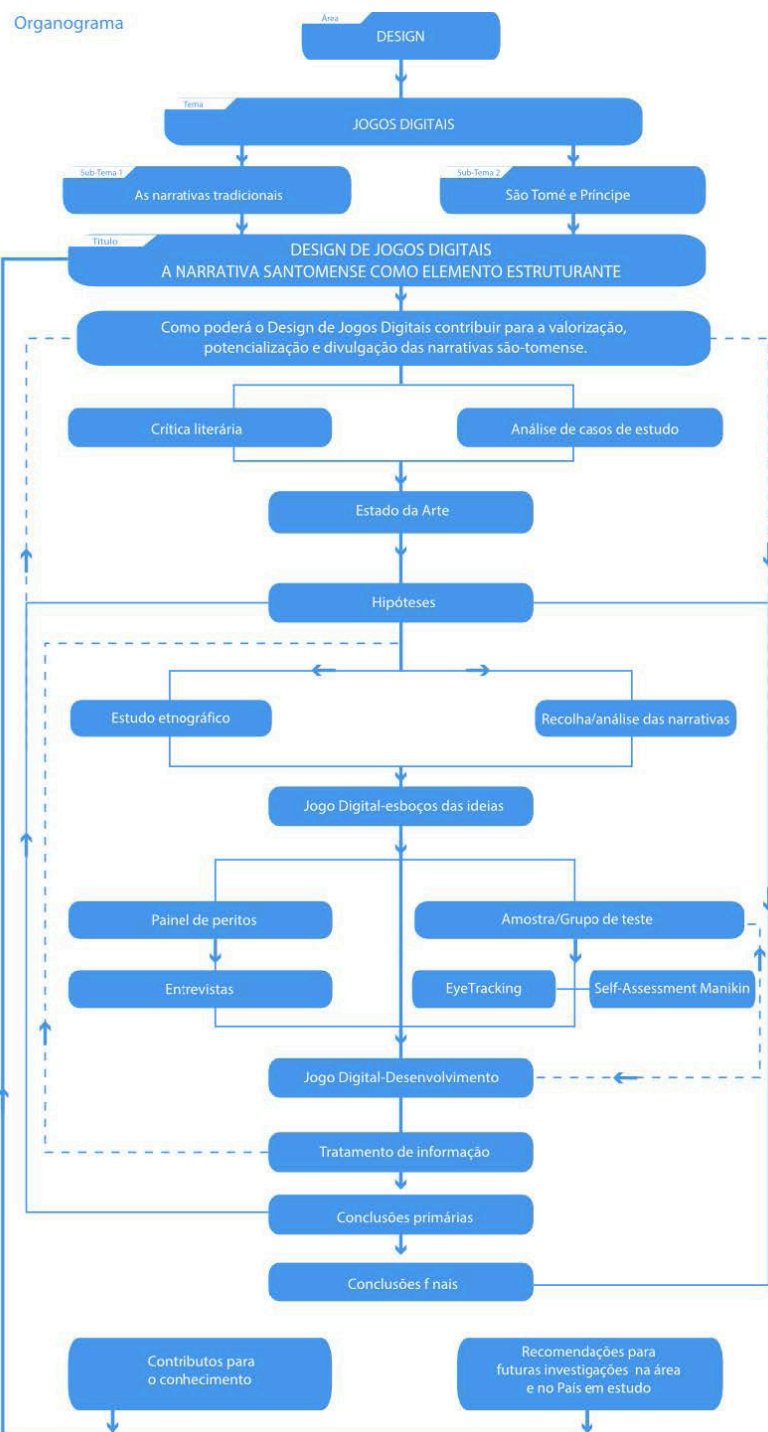 Organograma
Área
DESIGN
Tema
JOGOS DIGITAIS
Sub-Tema 1
As narrativas tradicionais
Sub-Tema 2
São Tomé e Príncipe
Título
DESIGN DE JOGOS DIGITAIS
A NARRATIVA SANTOMENSE COMO ELEMENTO ESTRUTURANTE
Como poderá o Design de Jogos Digitais contribuir para a valorização,
potencialização e divulgação das narrativas são-tomense.
Crítica literária
Análise de casos de estudo
Estado da Arte
Hipóteses
Estudo etnográfico
Recolha/análise das narrativas
Jogo Digital-esboços das ideias
Painel de peritos
Amostra/Grupo de teste
Entrevistas
EyeTracking
Self-Assessment Manikin
Jogo Digital-Desenvolvimento
Tratamento de informação
Conclusões primárias
Conclusões f nais
Contributos para
o conhecimento
Recomendações para
futuras investigações na área
e no País em estudo